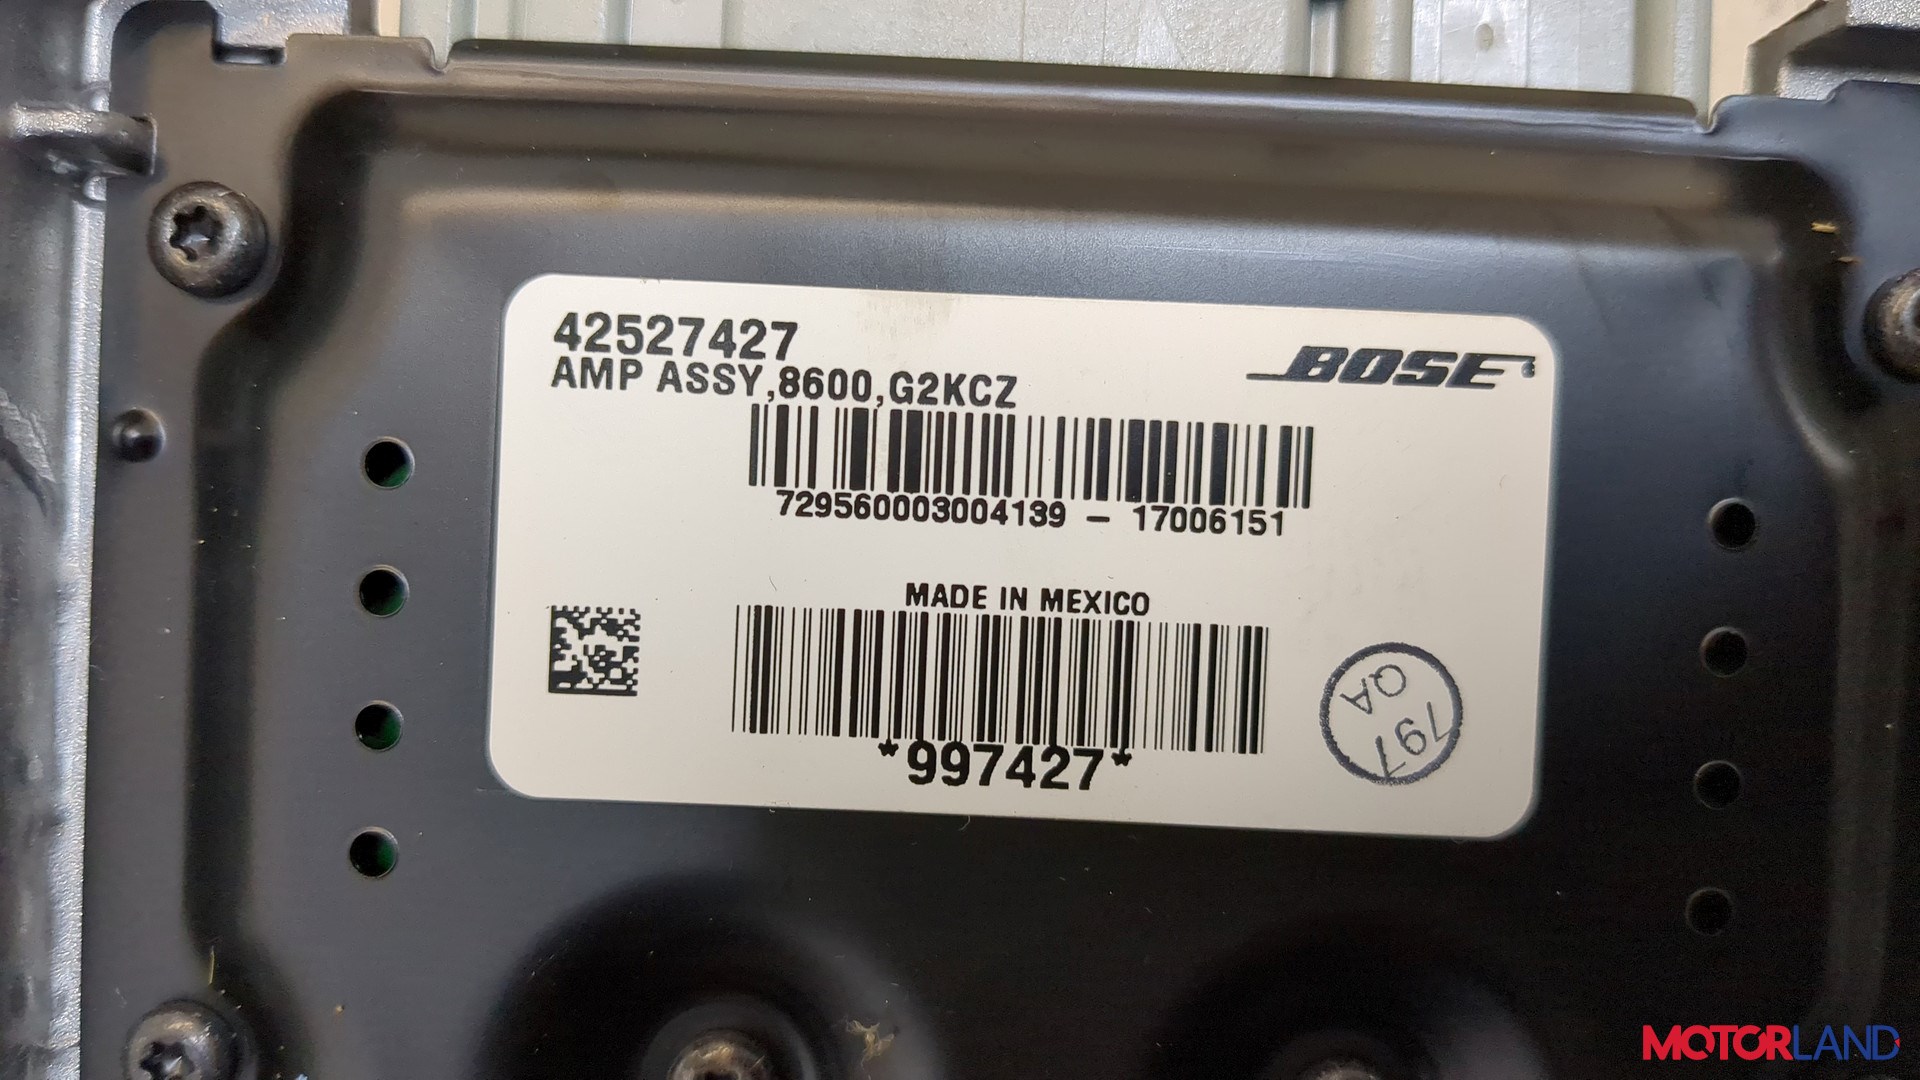 42527427
BOSE
AMP ASSY,8600,G2KCZ
729560003004139 - 17006151
MADE IN MEXICO
*997427*
797
QA
MOTORLAND